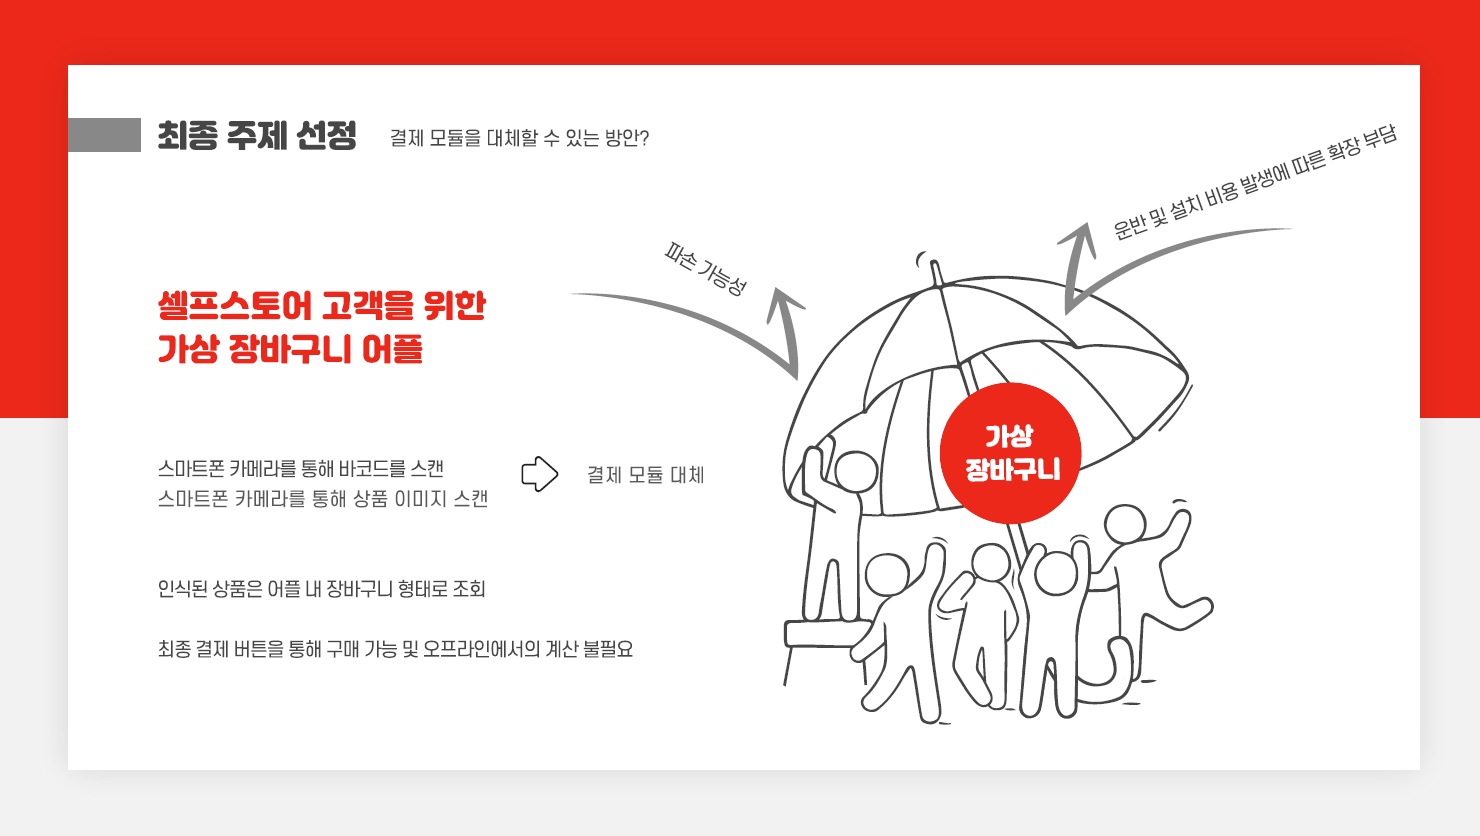 최종 주제 선정
결제 모듈을 대체할 수 있는 방안?
운반 및 설치 비용 발생에 따른 확장 부담
파손 가능성
셀프스토어 고객을 위한
가상 장바구니 어플
가상
장바구니
스마트폰 카메라를 통해 바코드를 스캔
스마트폰 카메라를 통해 상품 이미지 스캔
결제 모듈 대체
인식된 상품은 어플 내 장바구니 형태로 조회
최종 결제 버튼을 통해 구매 가능 및 오프라인에서의 계산 불필요